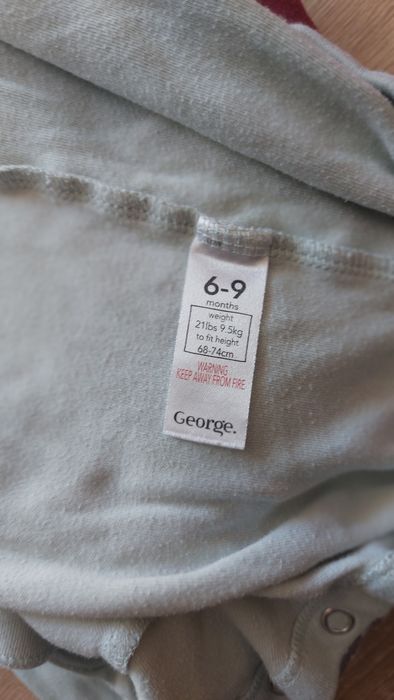 6-9
months
weight
21lbs 9.5kg
to fit height
68-74cm
WARNING
KEEP AWAY FROM FIRE
George.